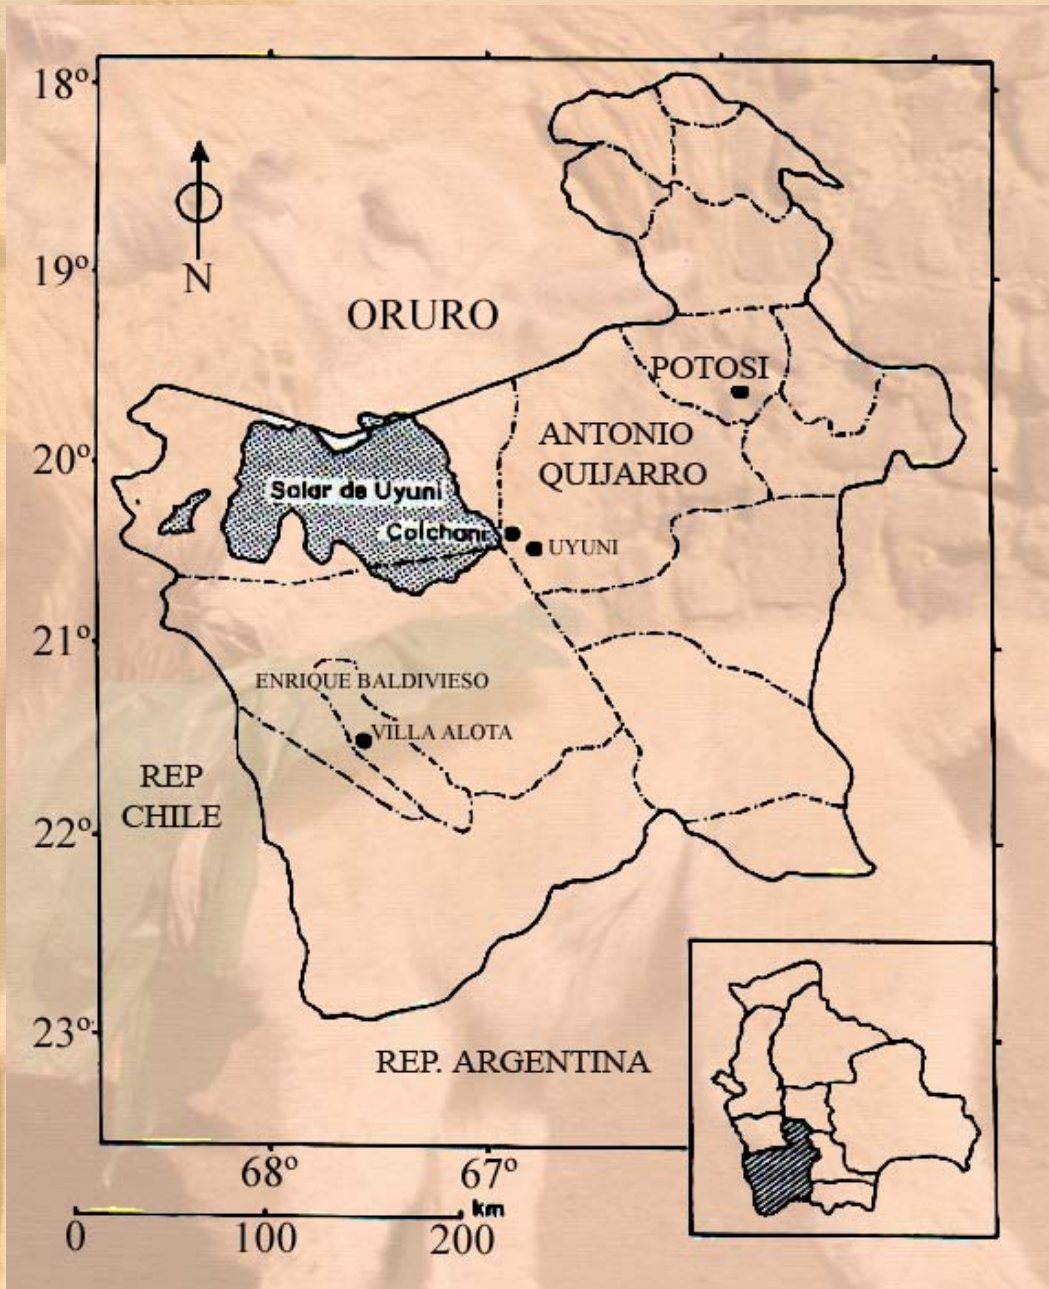 18º
19º
20º
21º
22º
23º
N
ORURO
POTOSI
ANTONIO
QUIJARRO
Salar de Uyuni
Colchani
UYUNI
ENRIQUE BALDIVIESO
VILLA ALOTA
REP
CHILE
REP. ARGENTINA
68º
67º
km
0
100
200